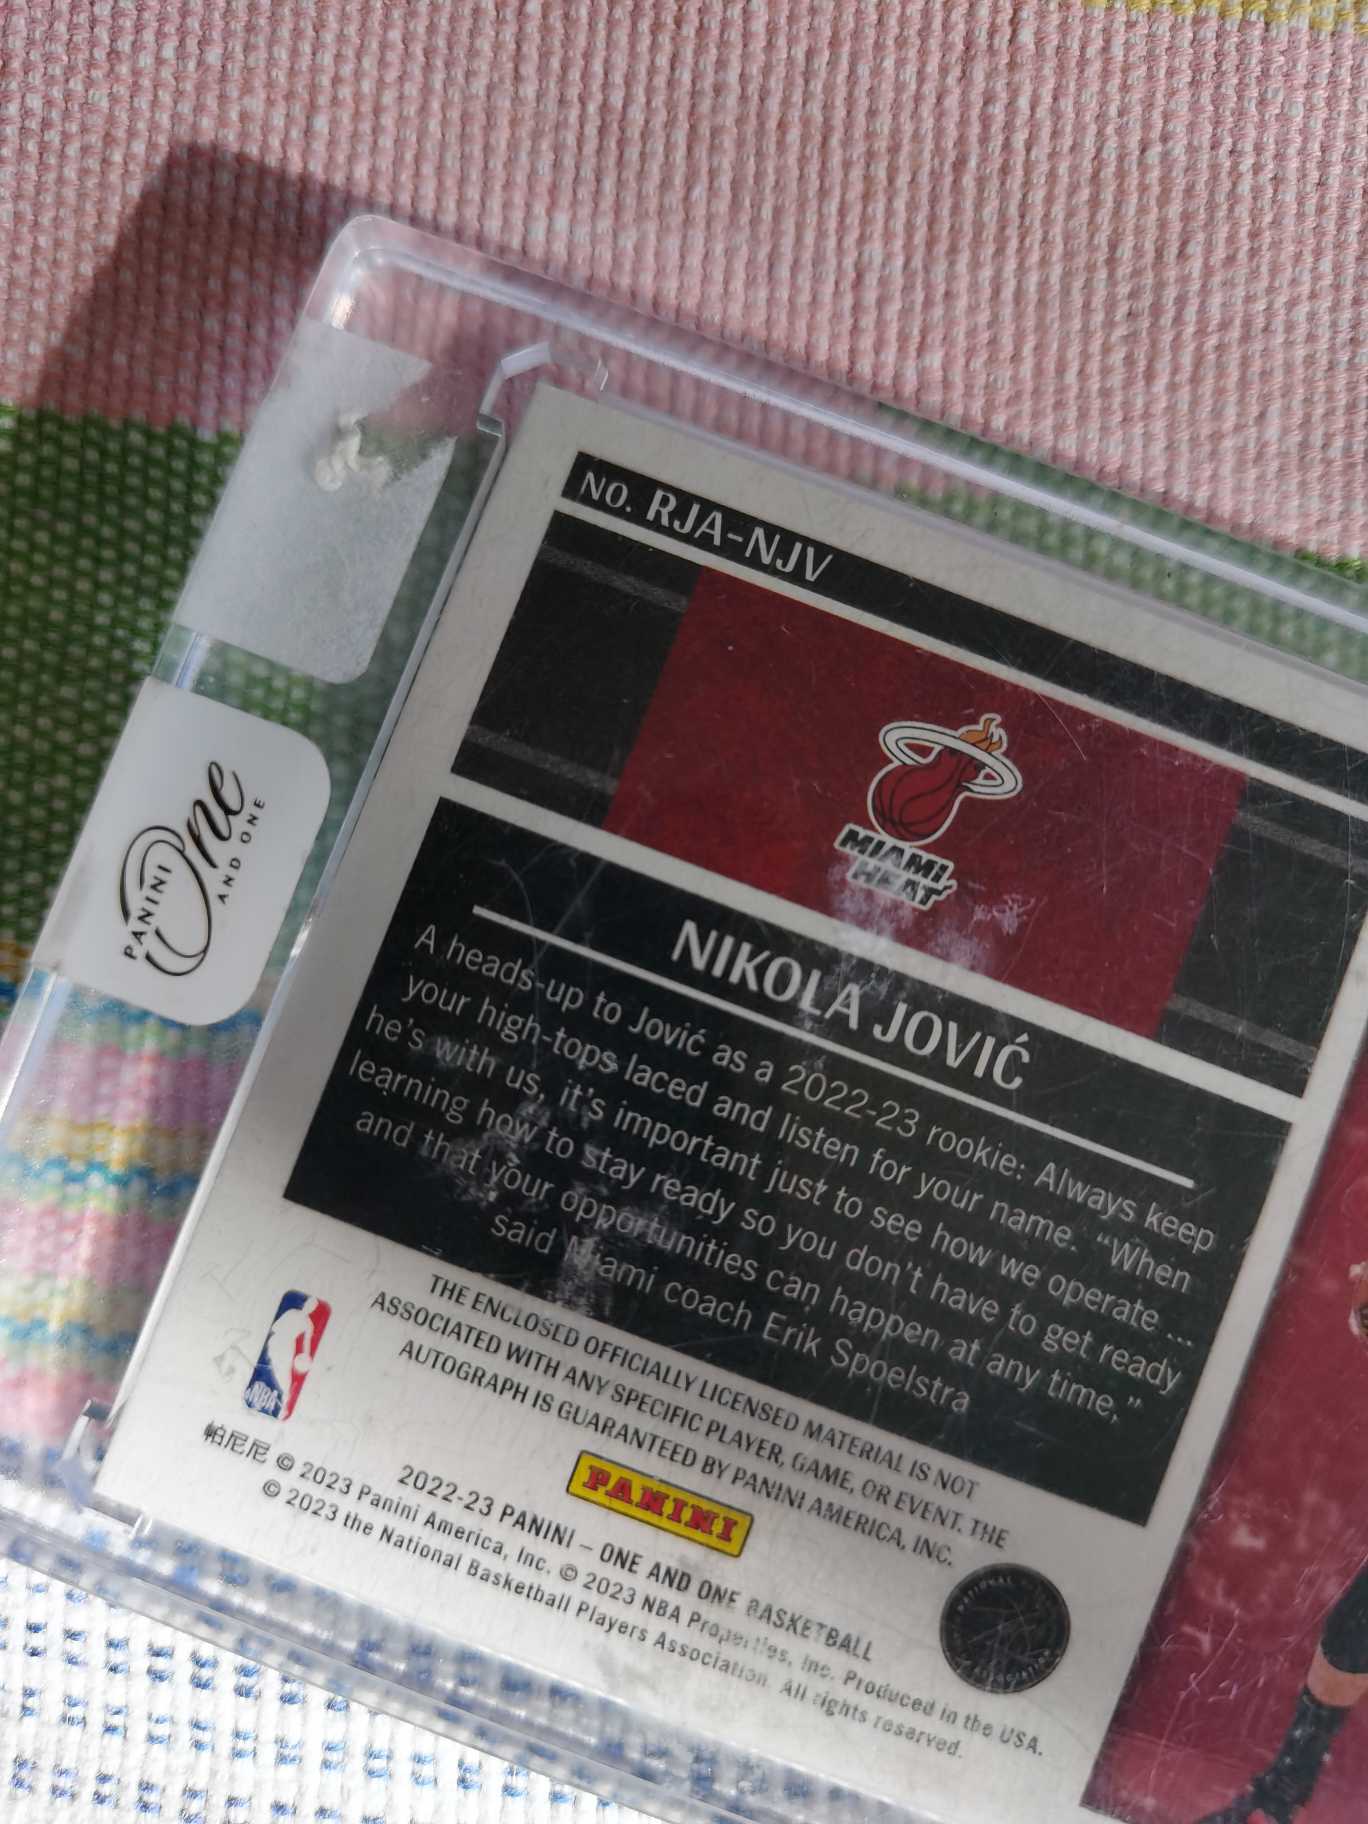 NO. RJA-NJV
MIAMI
HEAT
NIKOLA JOVIĆ
A heads-up to Jović as a 2022-23 rookie: Always keep
your high-tops laced and listen for your name. “When
he’s with us, it’s important just to see how we operate ...
learning how to stay ready so you don’t have to get ready
and that your opportunities can happen at any time,”
said Miami coach Erik Spoelstra
THE ENCLOSED OFFICIALLY LICENSED MATERIAL IS NOT
ASSOCIATED WITH ANY SPECIFIC PLAYER, GAME, OR EVENT. THE
AUTOGRAPH IS GUARANTEED BY PANINI AMERICA, INC.
NBA
PANINI
2022-23 PANINI – ONE AND ONE BASKETBALL
帕尼尼 © 2023 Panini America, Inc. © 2023 NBA Properties, Inc. Produced in the USA.
© 2023 the National Basketball Players Association. All rights reserved.
PANINI
One
AND ONE